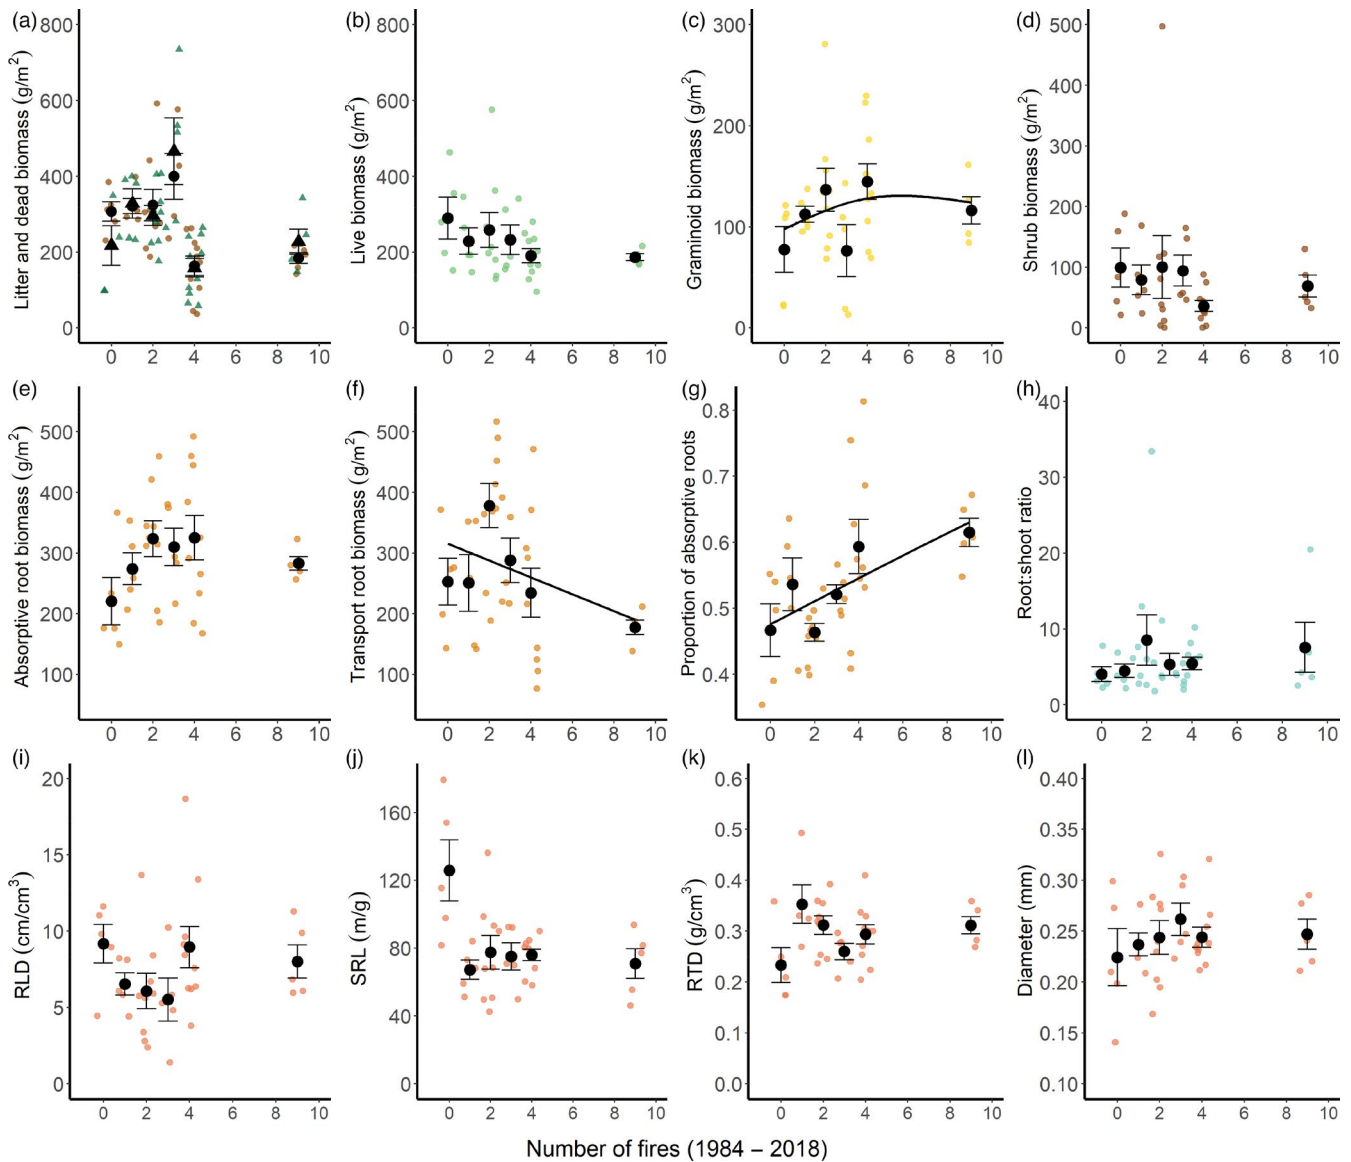 (a) (b) (c) (d)
800 800 300 500
600 600 200 400
400 400 100 300
200 200 0 200
0 0 100
0
Litter and dead biomass (g/m²)
Live biomass (g/m²)
Graminoid biomass (g/m²)
Shrub biomass (g/m²)
0 2 4 6 8 10 0 2 4 6 8 10 0 2 4 6 8 10 0 2 4 6 8 10
(e) (f) (g) (h)
500 500 0.8 40
400 400 0.7 30
300 300 0.6 20
200 200 0.5 10
100 100 0.4 0
Absorptive root biomass (g/m²)
Transport root biomass (g/m²)
Proportion of absorptive roots
Root:shoot ratio
0 2 4 6 8 10 0 2 4 6 8 10 0 2 4 6 8 10 0 2 4 6 8 10
(i) (j) (k) (l)
20 160 0.6 0.40
15 120 0.5 0.35
10 80 0.4 0.30
5 40 0.3 0.25
0 0 0.2 0.20
0.1 0.15
0.0 0.10
RLD (cm/cm³)
SRL (m/g)
RTD (g/cm³)
Diameter (mm)
0 2 4 6 8 10 0 2 4 6 8 10 0 2 4 6 8 10 0 2 4 6 8 10
Number of fires (1984 – 2018)